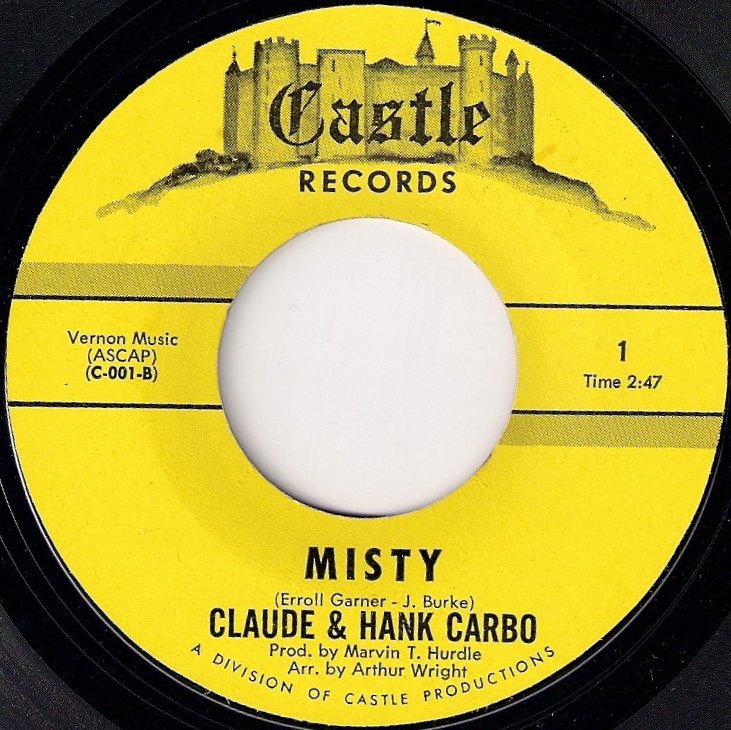 Castle
RECORDS
Vernon Music
(ASCAP)
(C-001-B)
1
Time 2:47
MISTY
(Erroll Garner - J. Burke)
CLAUDE & HANK CARBO
Prod. by Marvin T. Hurdle
Arr. by Arthur Wright
A DIVISION OF CASTLE PRODUCTIONS